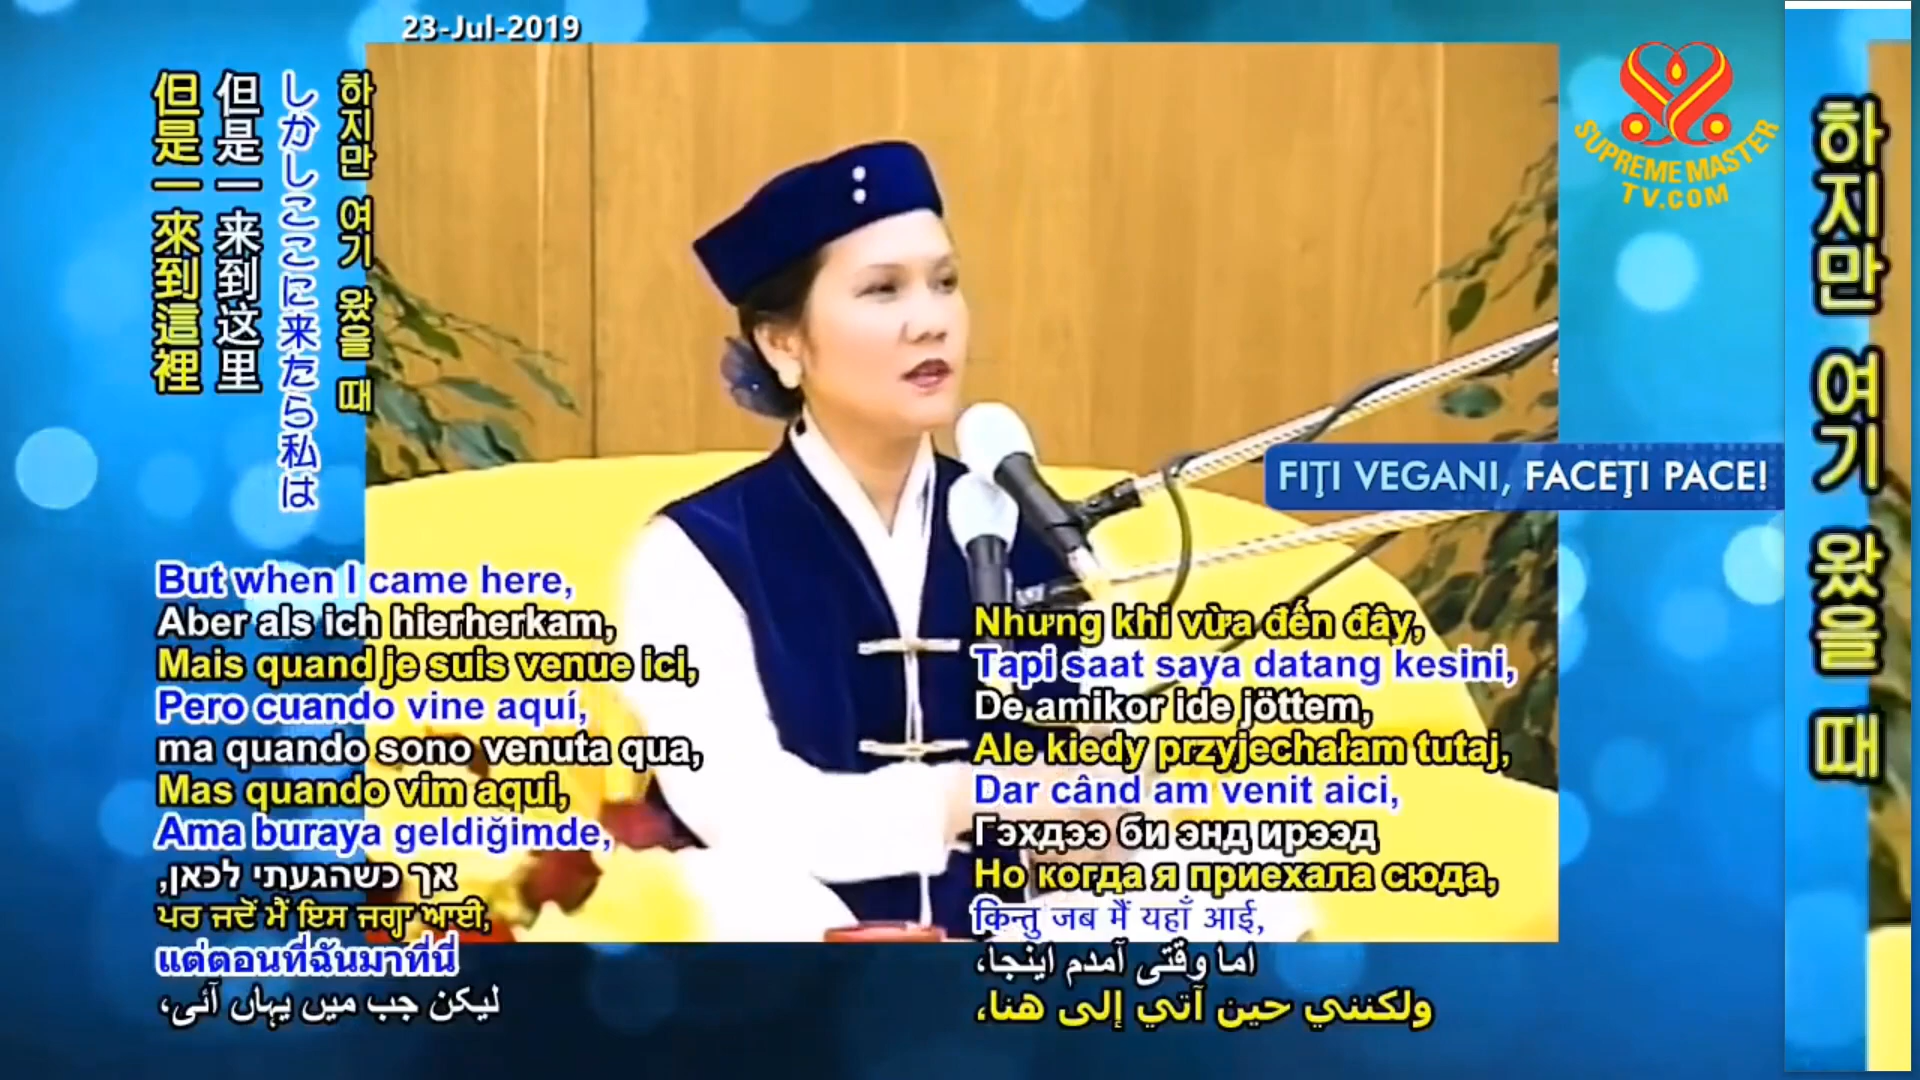 23-Jul-2019
하지만 여기 왔을 때
しかしここに来たら私は
但是一来到这里
但是一來到這裡
SUPREME MASTER
TV.COM
FIŢI VEGANI, FACEŢI PACE!
But when I came here,
Aber als ich hierherkam,
Mais quand je suis venue ici,
Pero cuando vine aquí,
ma quando sono venuta qua,
Mas quando vim aqui,
Ama buraya geldiğimde,
אך כשהגעתי לכאן,
ਪਰ ਜਦੋਂ ਮੈਂ ਇਸ ਜਗ੍ਹਾ ਆਈ,
แต่ตอนที่ฉันมาที่นี่
لیکن جب میں یہاں آئی،
Nhưng khi vừa đến đây,
Tapi saat saya datang kesini,
De amikor ide jöttem,
Ale kiedy przyjechałam tutaj,
Dar când am venit aici,
Гэхдээ би энд ирээд
Но когда я приехала сюда,
किन्तु जब मैं यहाँ आई,
اما وقتی آمدم اینجا،
ولكنني حين آتي إلى هنا،
하지만 여기 왔을 때